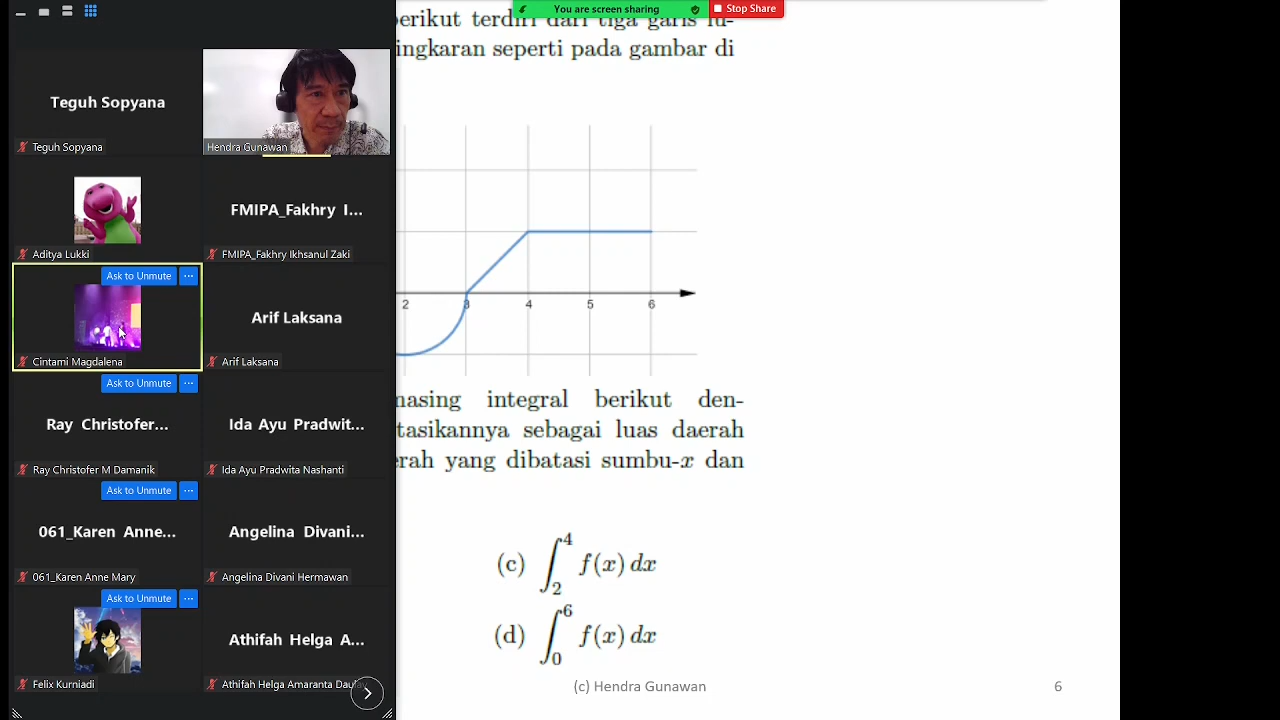 You are screen sharing
Stop Share
Teguh Sopyana
Teguh Sopyana
Hendra Gunawan
Aditya Lukki
FMIPA_Fakhry I...
FMIPA_Fakhry Ikhsanul Zaki
Ask to Unmute ...
Cintami Magdalena
Arif Laksana
Arif Laksana
Ask to Unmute ...
Ray Christofer...
Ray Christofer M Damanik
Ida Ayu Pradwit...
Ida Ayu Pradwita Nashanti
Ask to Unmute ...
061_Karen Anne...
061_Karen Anne Mary
Angelina Divani...
Angelina Divani Hermawan
Ask to Unmute ...
Felix Kurniadi
Athifah Helga A...
Athifah Helga Amaranta
erikut terdiri dari tiga garis lu-
ingkaran seperti pada gambar di
2 3 4 5 6
masing integral berikut den-
tasikannya sebagai luas daerah
rah yang dibatasi sumbu-x dan
(c) ∫₂⁴ f(x) dx
(d) ∫₀⁶ f(x) dx
(c) Hendra Gunawan
6